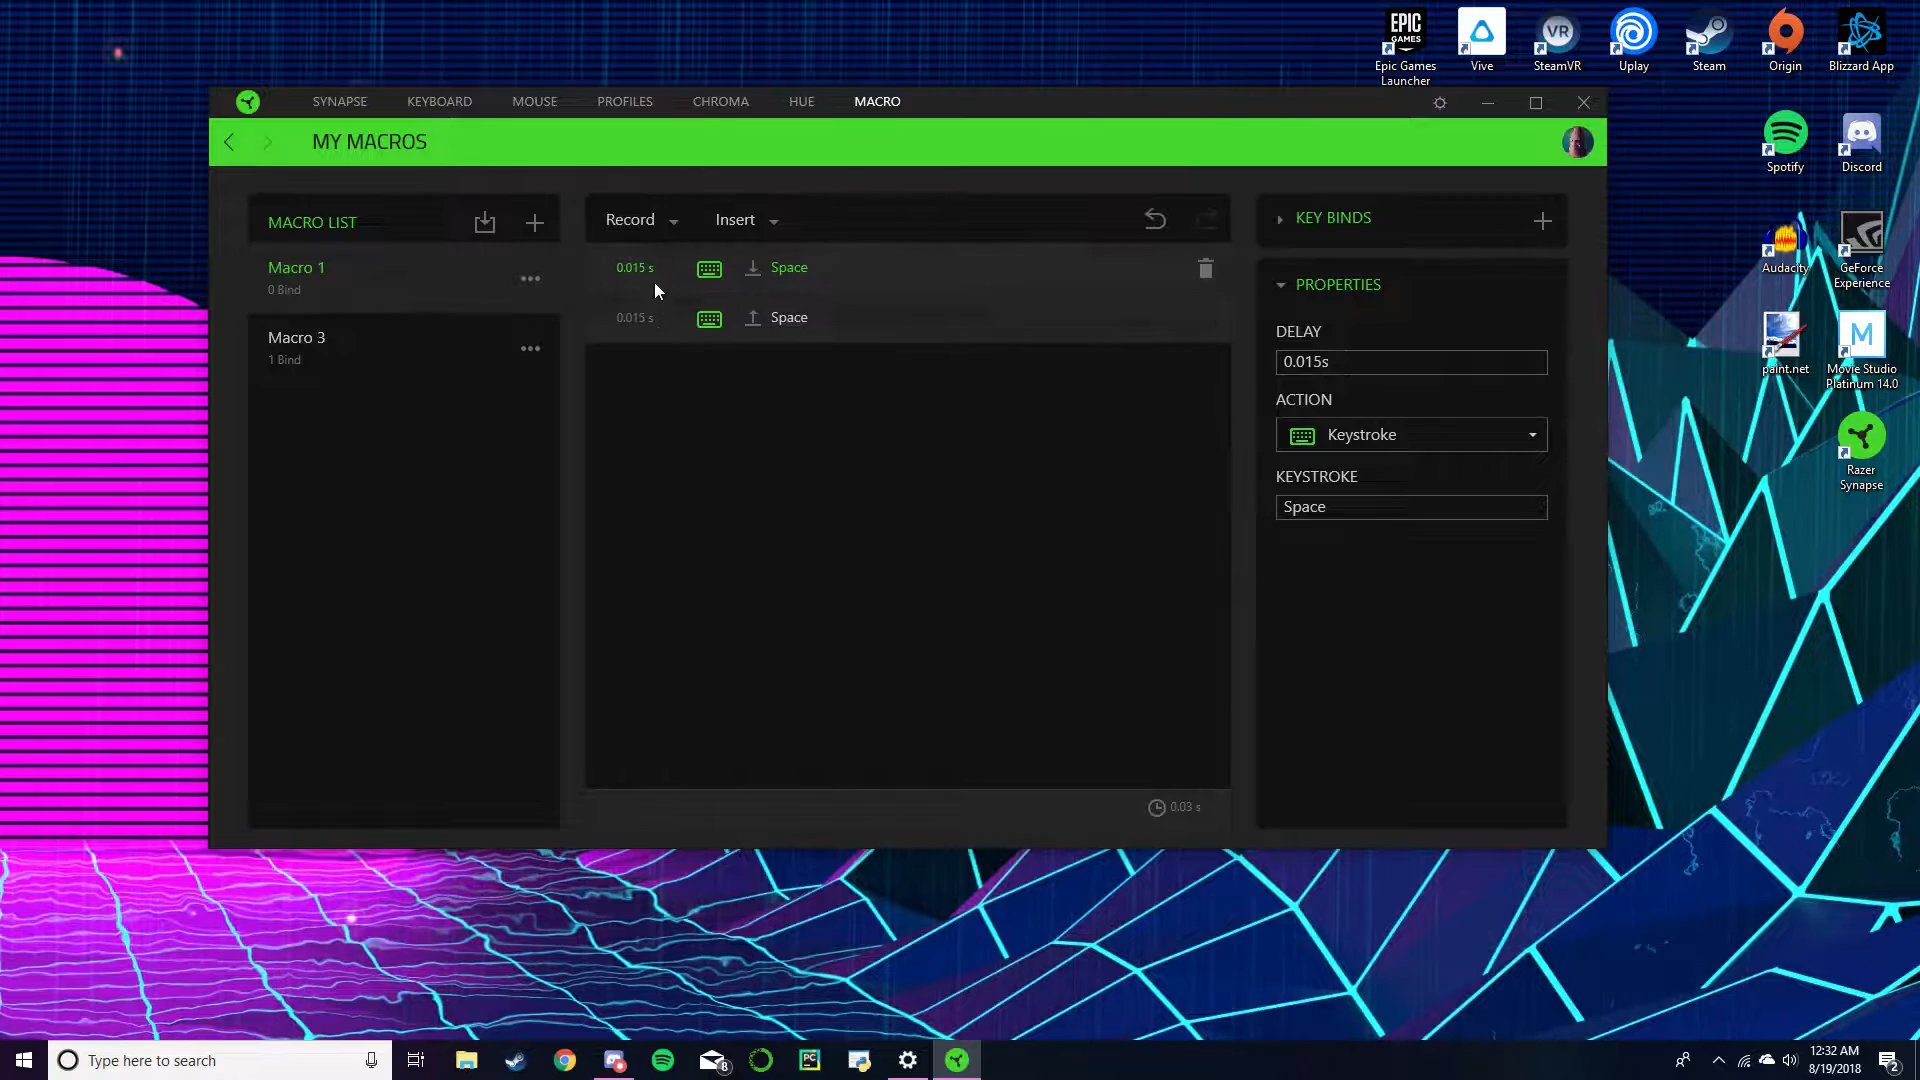 EPIC GAMES
VR
Epic Games Launcher
Vive
SteamVR
Uplay
Steam
Origin
Blizzard App
SYNAPSE
KEYBOARD
MOUSE
PROFILES
CHROMA
HUE
MACRO
MY MACROS
Spotify
Discord
MACRO LIST
Record
Insert
KEY BINDS
Macro 1
0 Bind
0.015 s
Space
0.015 s
Space
Macro 3
1 Bind
PROPERTIES
DELAY
0.015s
ACTION
Keystroke
KEYSTROKE
Space
0.03 s
Audacity
GeForce Experience
paint.net
M
Movie Studio Platinum 14.0
Razer Synapse
Type here to search
8
PC
12:32 AM
8/19/2018
2